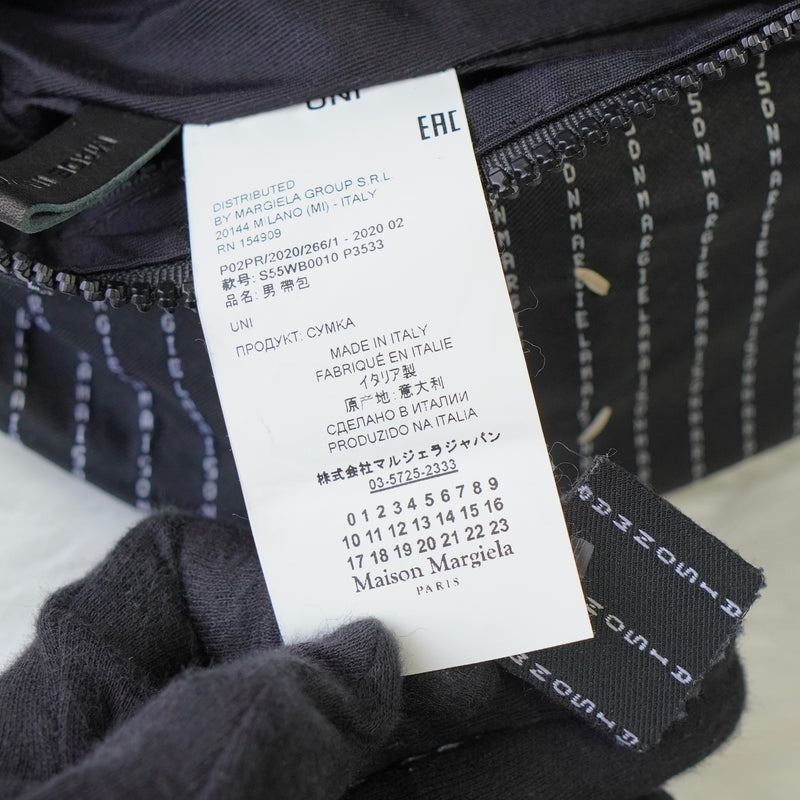 UNI
EAC
DISTRIBUTED
BY MARGIELA GROUP S.R.L.
20144 MILANO (MI) - ITALY
RN 154909
P02PR/2020/266/1 - 2020 02
款号: S55WB0010 P3533
品名: 男 帶包
UNI
ПРОДУКТ: СУМКА
MADE IN ITALY
FABRIQUÉ EN ITALIE
イタリア製
原产地: 意大利
СДЕЛАНО В ИТАЛИИ
PRODUZIDO NA ITALIA
株式会社マルジェラジャパン
03-5725-2333
0 1 2 3 4 5 6 7 8 9
10 11 12 13 14 15 16
17 18 19 20 21 22 23
Maison Margiela
PARIS
MADE IN